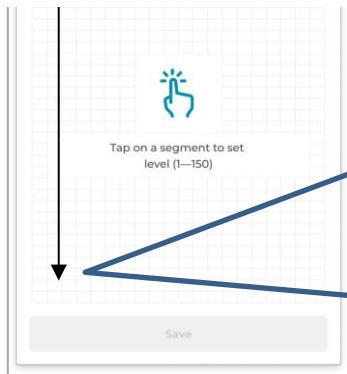 Tap on a segment to set
level (1—150)
Save